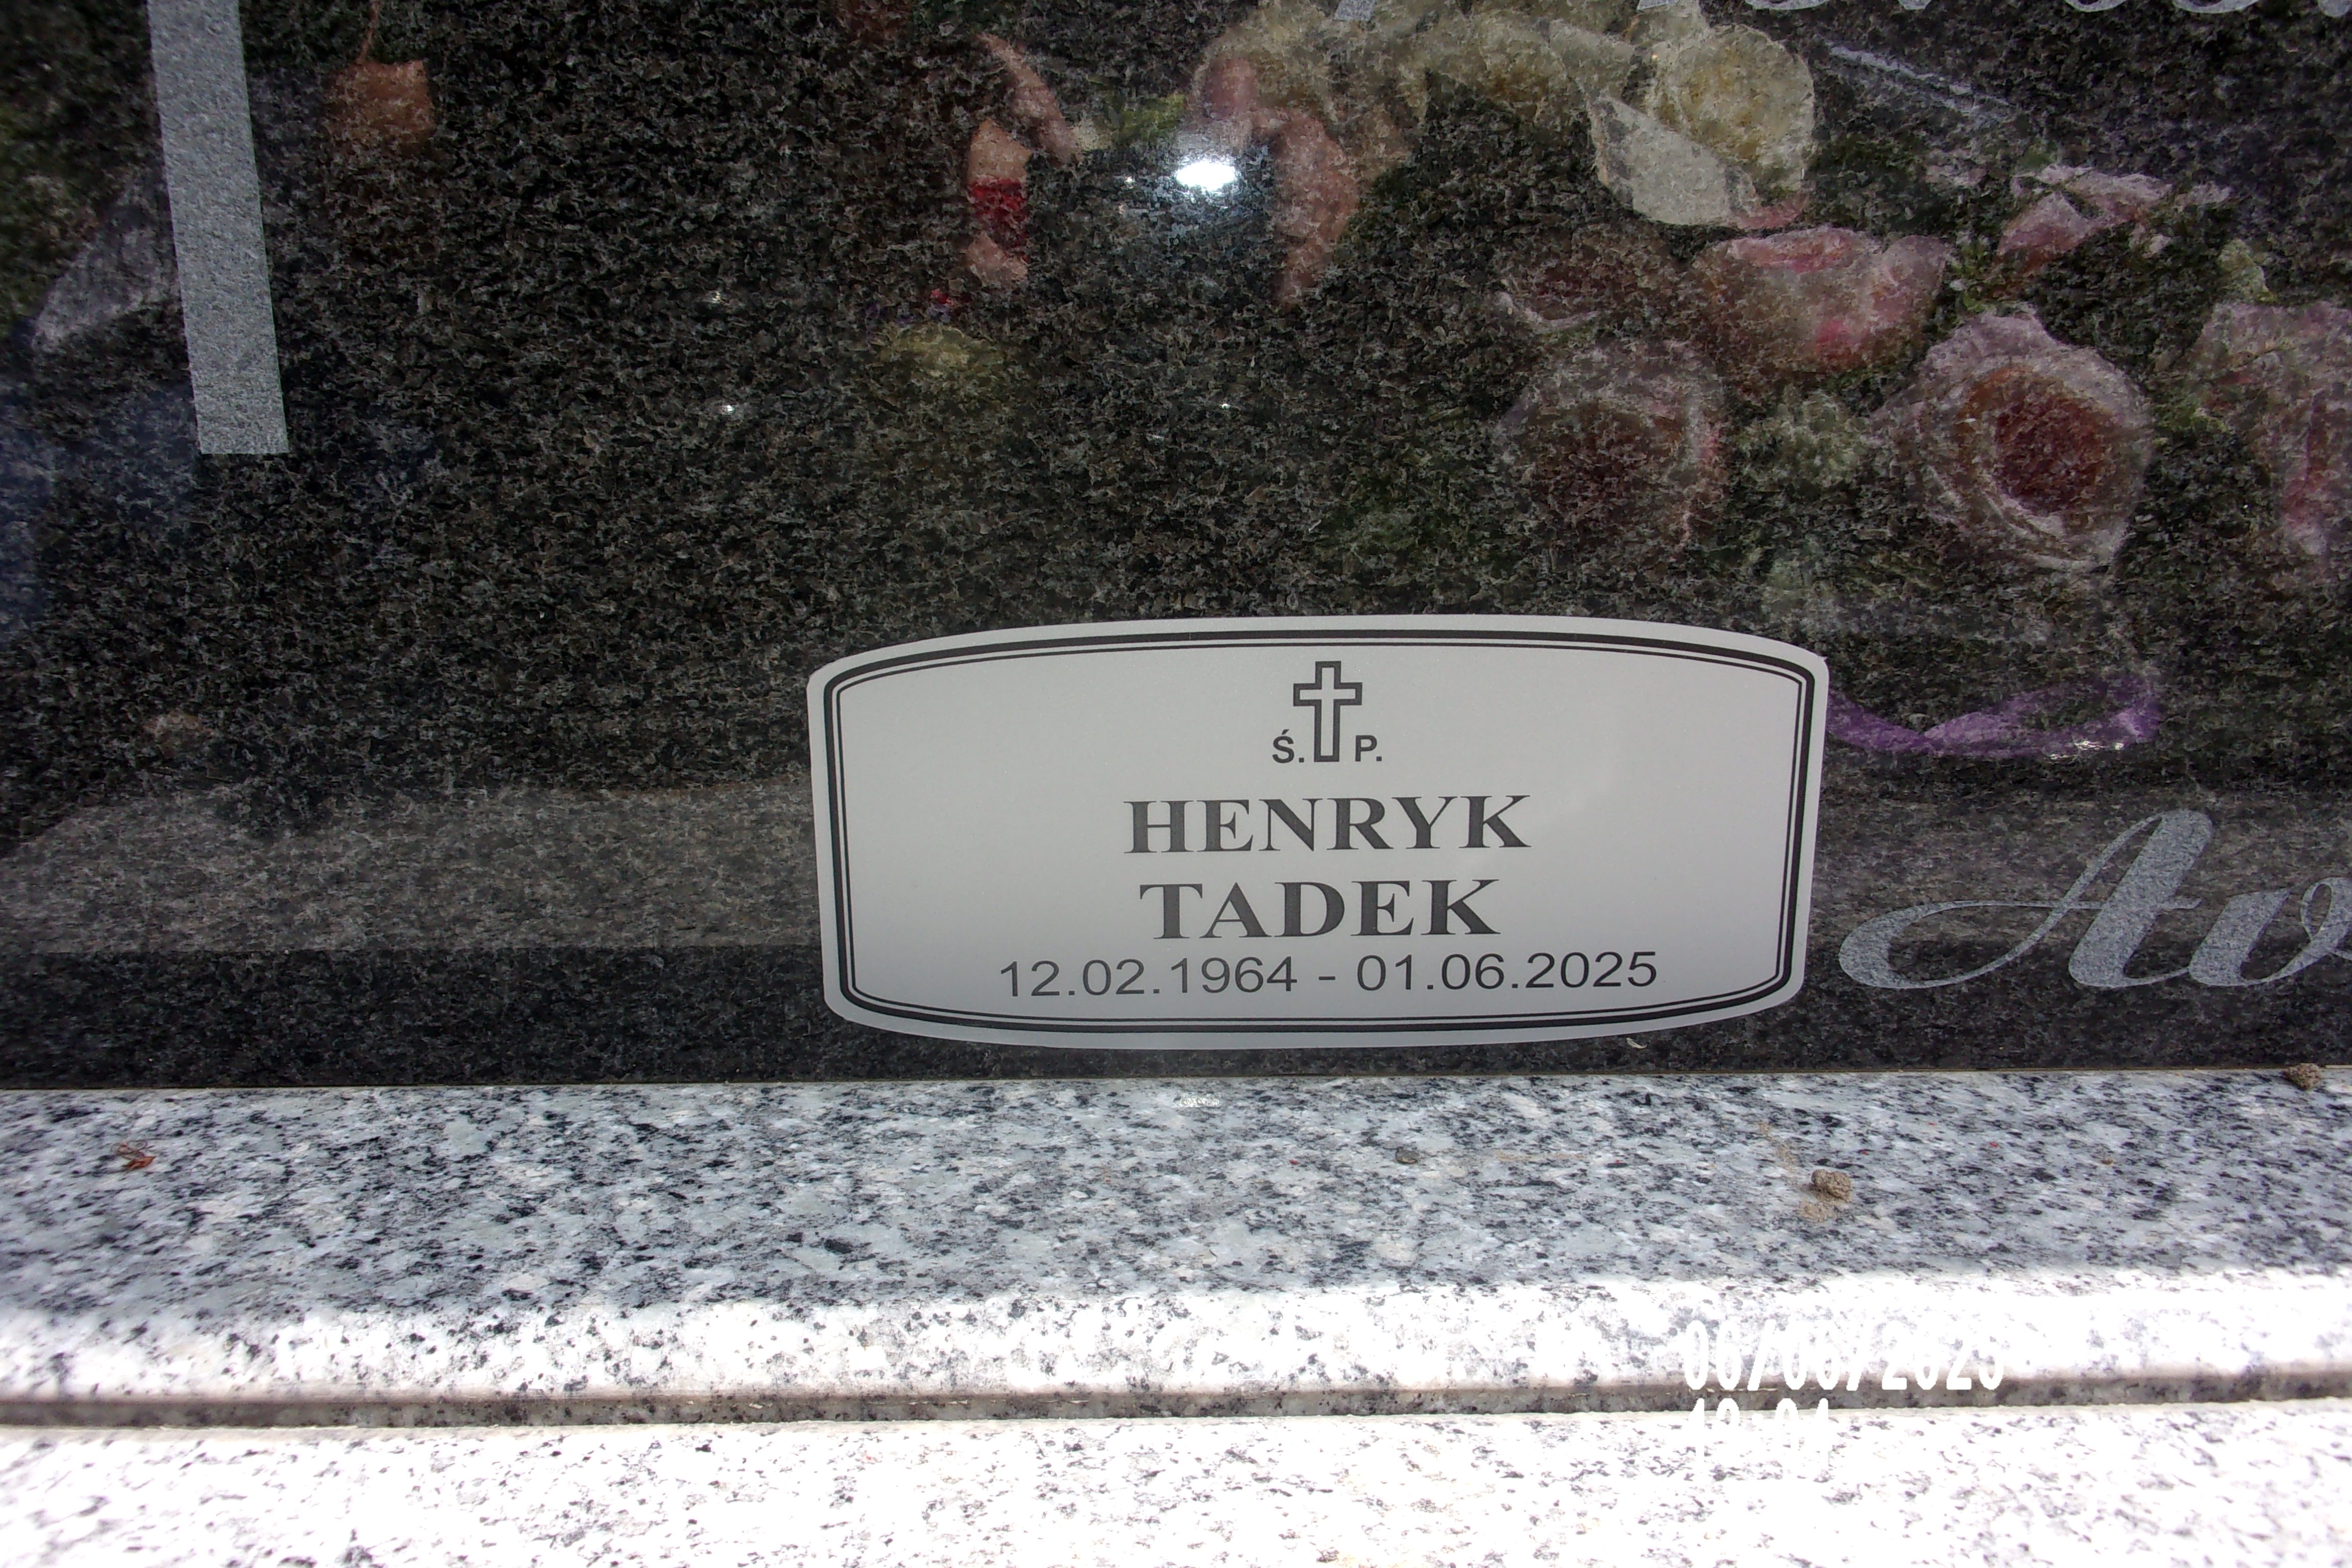 Ś. P.
HENRYK
TADEK
12.02.1964 - 01.06.2025